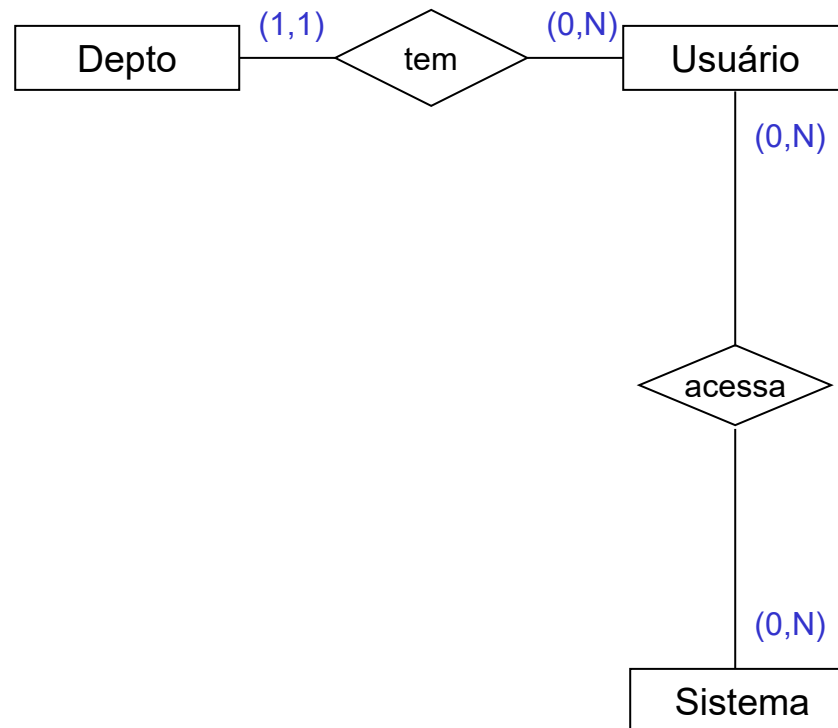 (1,1)
(0,N)
Depto
tem
Usuário
(0,N)
acessa
(0,N)
Sistema